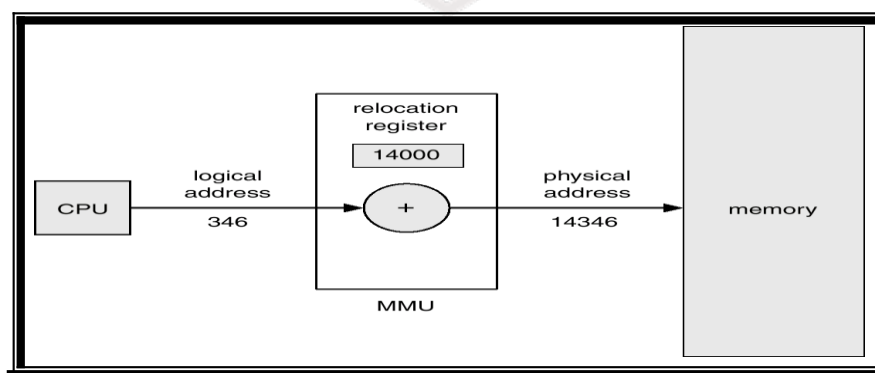 relocation
register
14000
logical
address
346
CPU
+
physical
address
14346
memory
MMU